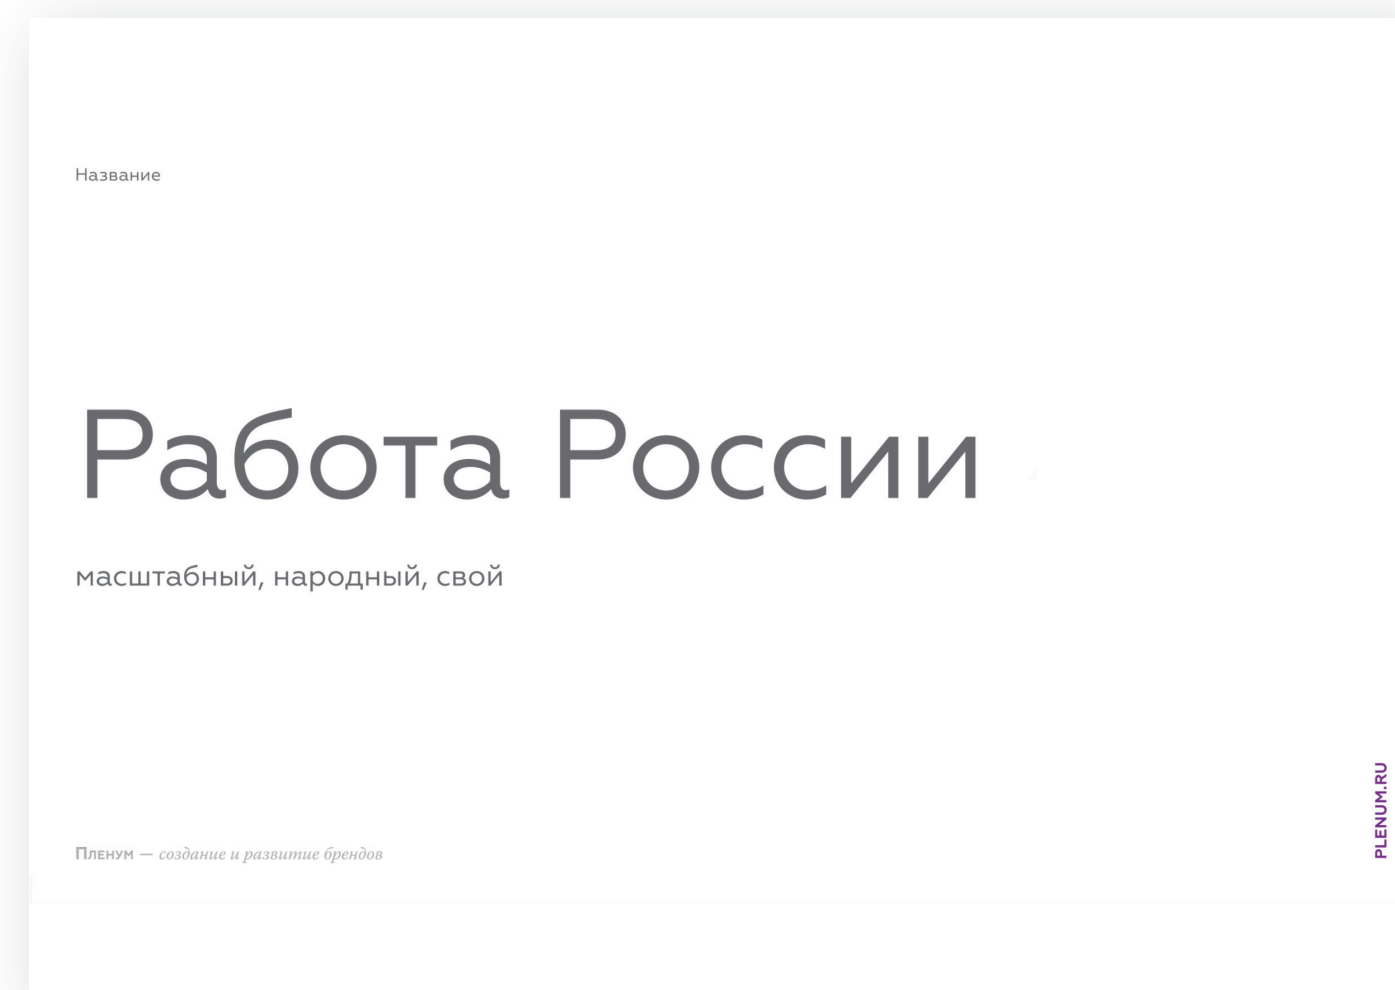 Название
Работа России
масштабный, народный, свой
Пленум — создание и развитие брендов
PLENUM.RU